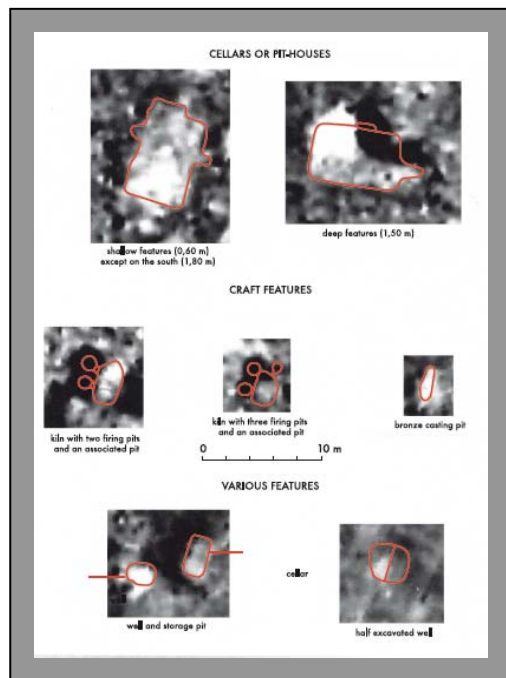 CELLARS OR PIT-HOUSES
shallow features (0,60 m)
except on the south (1,80 m)
deep features (1,50 m)
CRAFT FEATURES
kiln with two firing pits
and an associated pit
kiln with three firing pits
and an associated pit
bronze casting pit
0 10 m
VARIOUS FEATURES
cellar
well and storage pit
half excavated well